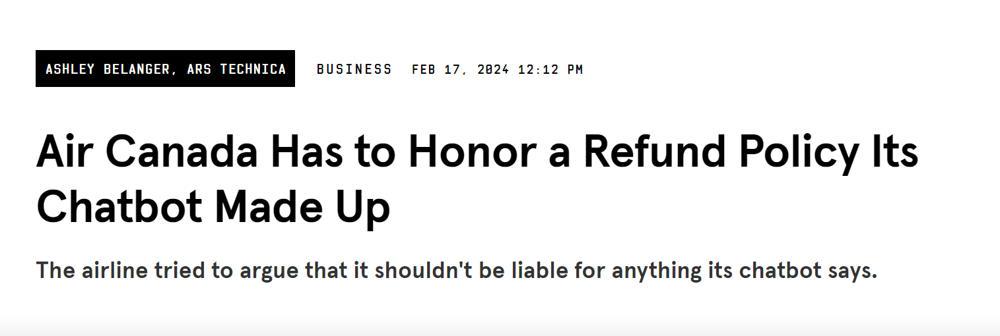 ASHLEY BELANGER, ARS TECHNICA BUSINESS FEB 17, 2024 12:12 PM
Air Canada Has to Honor a Refund Policy Its
Chatbot Made Up
The airline tried to argue that it shouldn't be liable for anything its chatbot says.